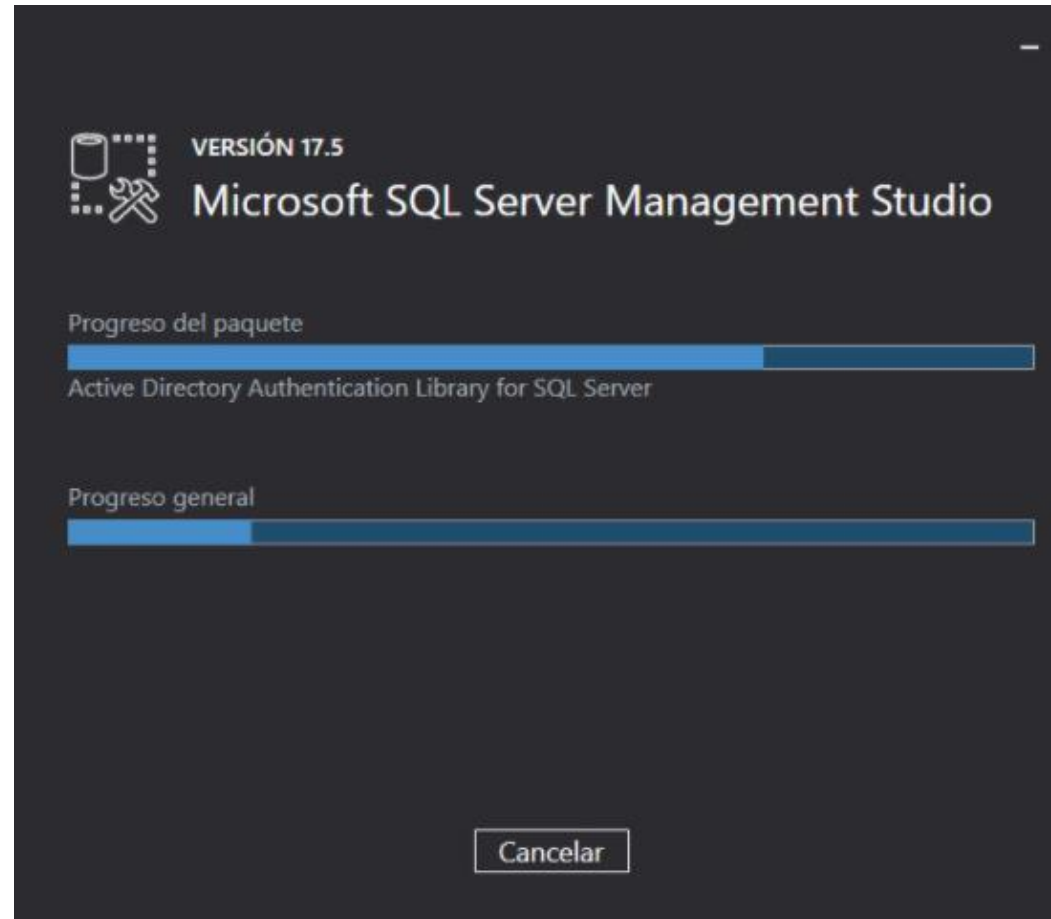 VERSIÓN 17.5
Microsoft SQL Server Management Studio
Progreso del paquete
Active Directory Authentication Library for SQL Server
Progreso general
Cancelar